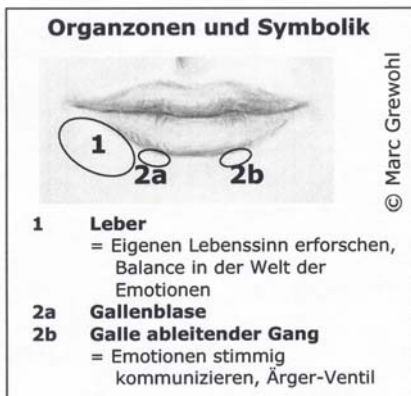 Organzonen und Symbolik
© Marc Grewohl
1
2a 2b
1 Leber
= Eigenen Lebenssinn erforschen,
Balance in der Welt der
Emotionen
2a Gallenblase
2b Galle ableitender Gang
= Emotionen stimmig
kommunizieren, Ärger-Ventil